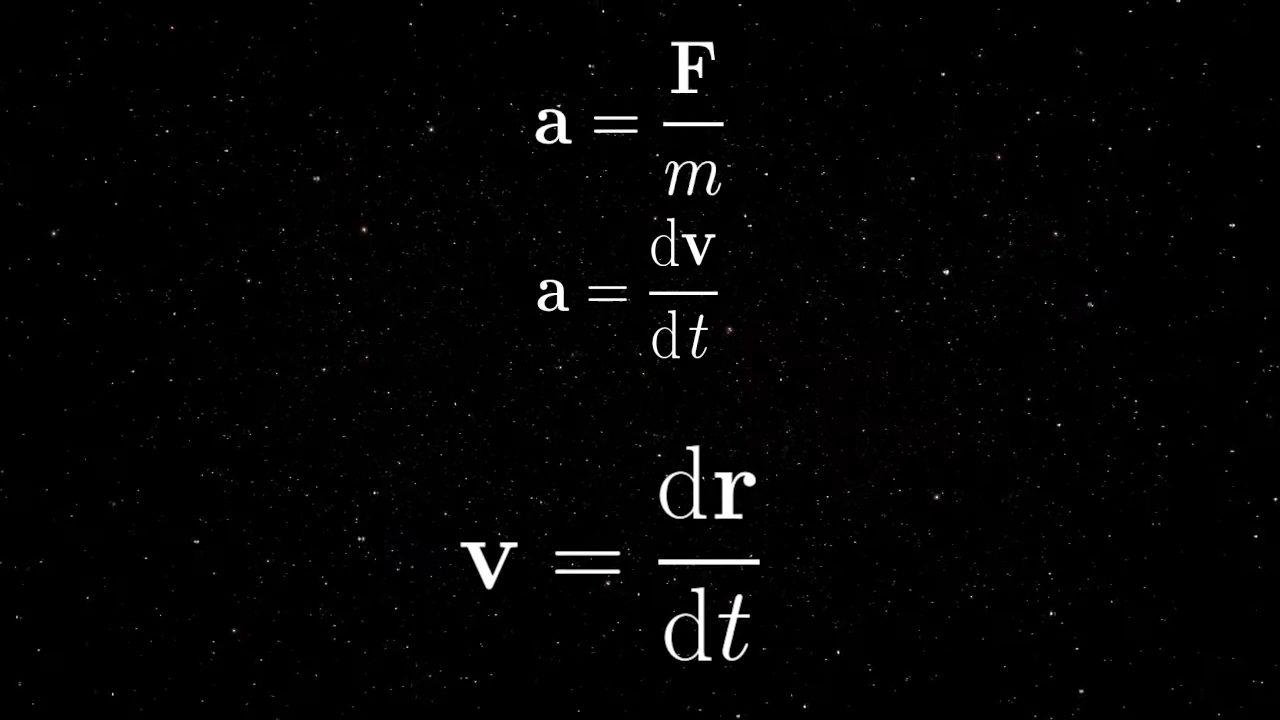 𝐚 = 𝐅/𝑚
𝐚 = d𝐯/d𝑡
𝐯 = d𝐫/d𝑡